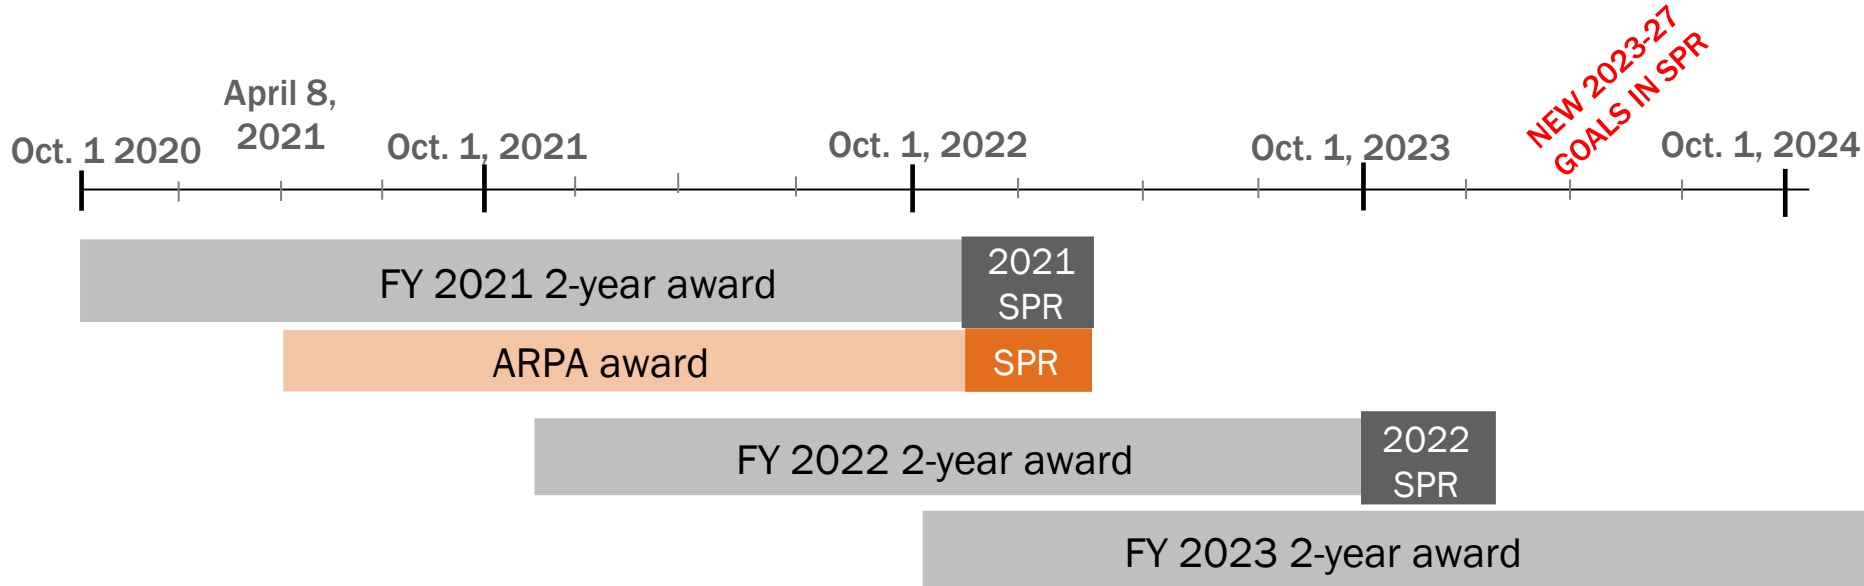 NEW 2023-27
GOALS IN SPR
April 8,
2021
Oct. 1 2020
Oct. 1, 2021
Oct. 1, 2022
Oct. 1, 2023
Oct. 1, 2024
FY 2021 2-year award
2021
SPR
ARPA award
SPR
FY 2022 2-year award
2022
SPR
FY 2023 2-year award